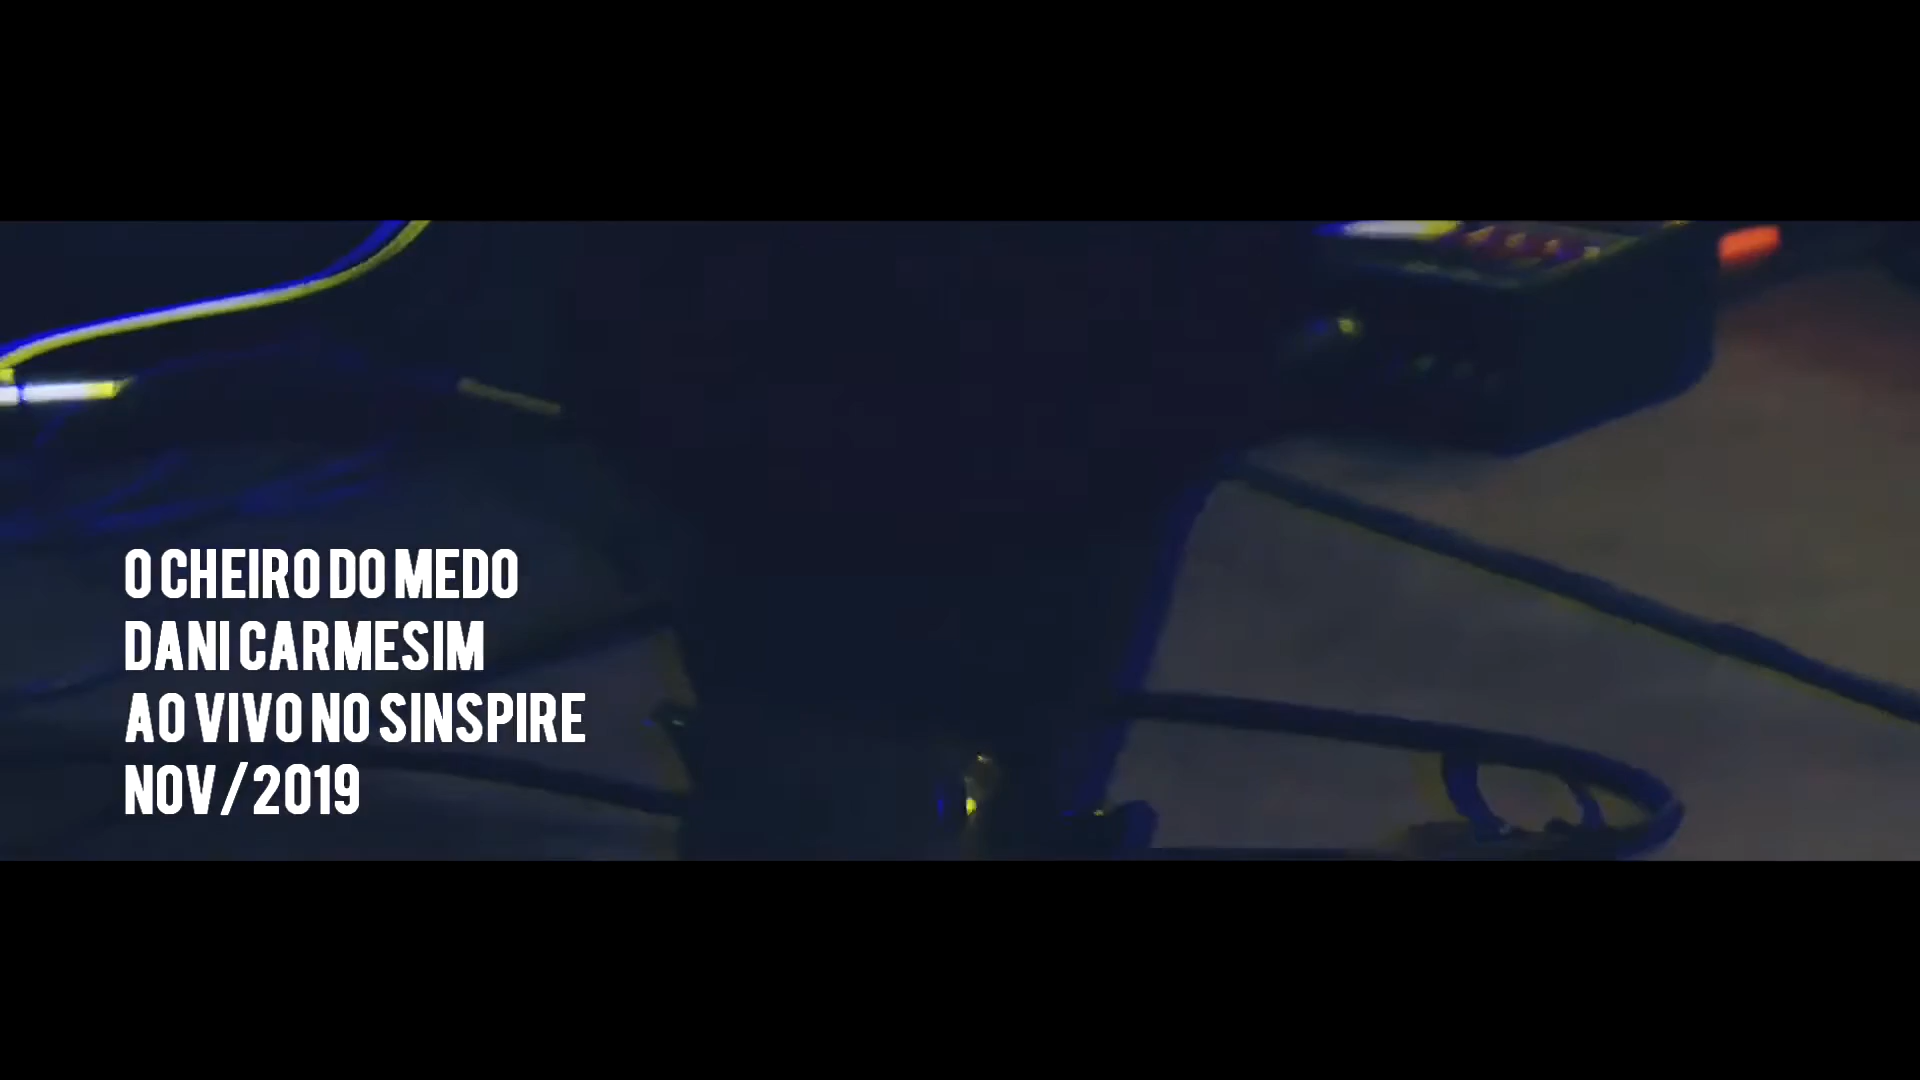 O CHEIRO DO MEDO
DANI CARMESIM
AO VIVO NO SINSPIRE
NOV/2019